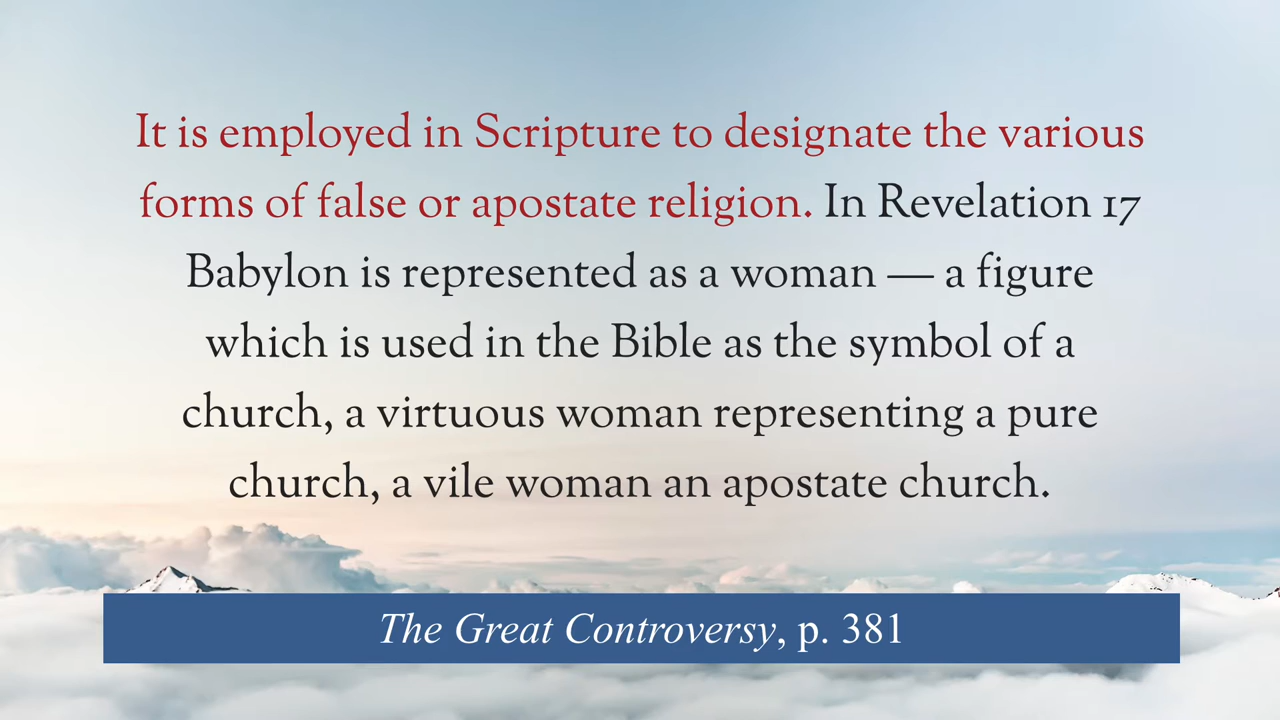 It is employed in Scripture to designate the various
forms of false or apostate religion. In Revelation 17
Babylon is represented as a woman — a figure
which is used in the Bible as the symbol of a
church, a virtuous woman representing a pure
church, a vile woman an apostate church.
The Great Controversy, p. 381